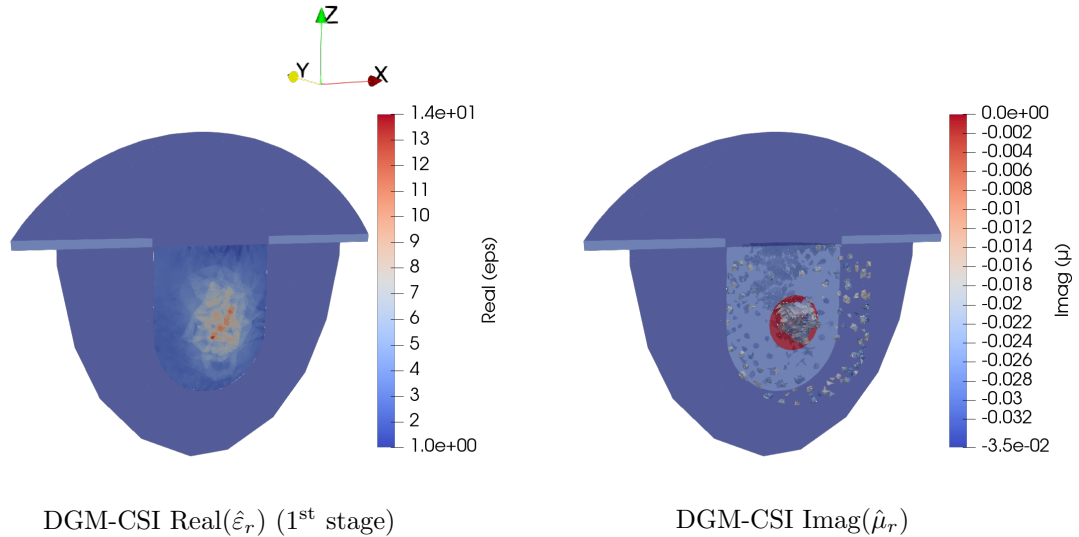 Z
Y
X
1.4e+01
13
12
11
10
9
8
7
6
5
4
3
2
1.0e+00
Real (eps)
0.0e+00
-0.002
-0.004
-0.006
-0.008
-0.01
-0.014
-0.016
-0.018
-0.02
-0.022
-0.024
-0.026
-0.028
-0.03
-0.032
-3.5e-02
Imag (μ)
DGM-CSI Real(ε̂ᵣ) (1ˢᵗ stage)
DGM-CSI Imag(μ̂ᵣ)